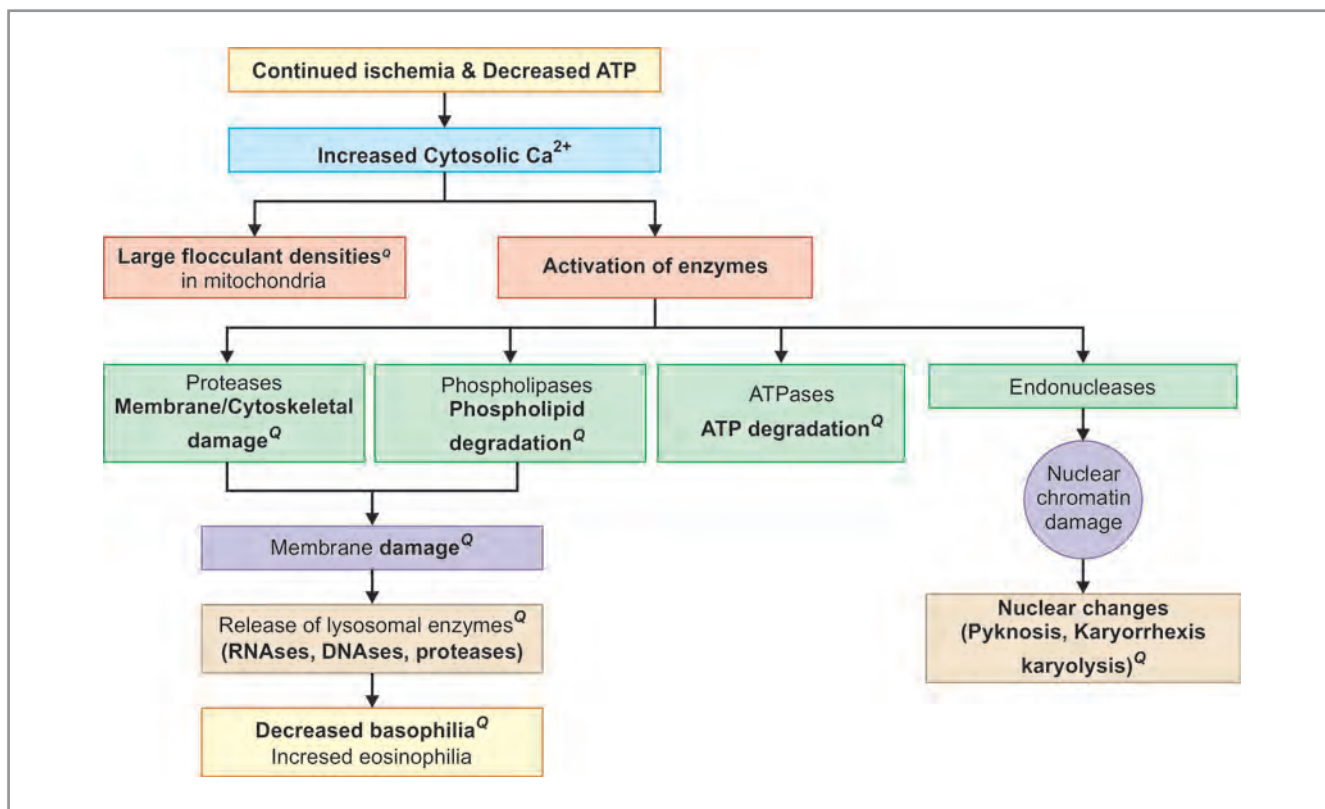 Continued ischemia & Decreased ATP
Increased Cytosolic Ca2+
Large flocculant densitiesQ
in mitochondria
Activation of enzymes
Proteases
Membrane/Cytoskeletal
damageQ
Phospholipases
Phospholipid
degradationQ
ATPases
ATP degradationQ
Endonucleases
Nuclear
chromatin
damage
Membrane damageQ
Release of lysosomal enzymesQ
(RNAses, DNAses, proteases)
Nuclear changes
(Pyknosis, Karyorrhexis
karyolysis)Q
Decreased basophiliaQ
Incresed eosinophilia